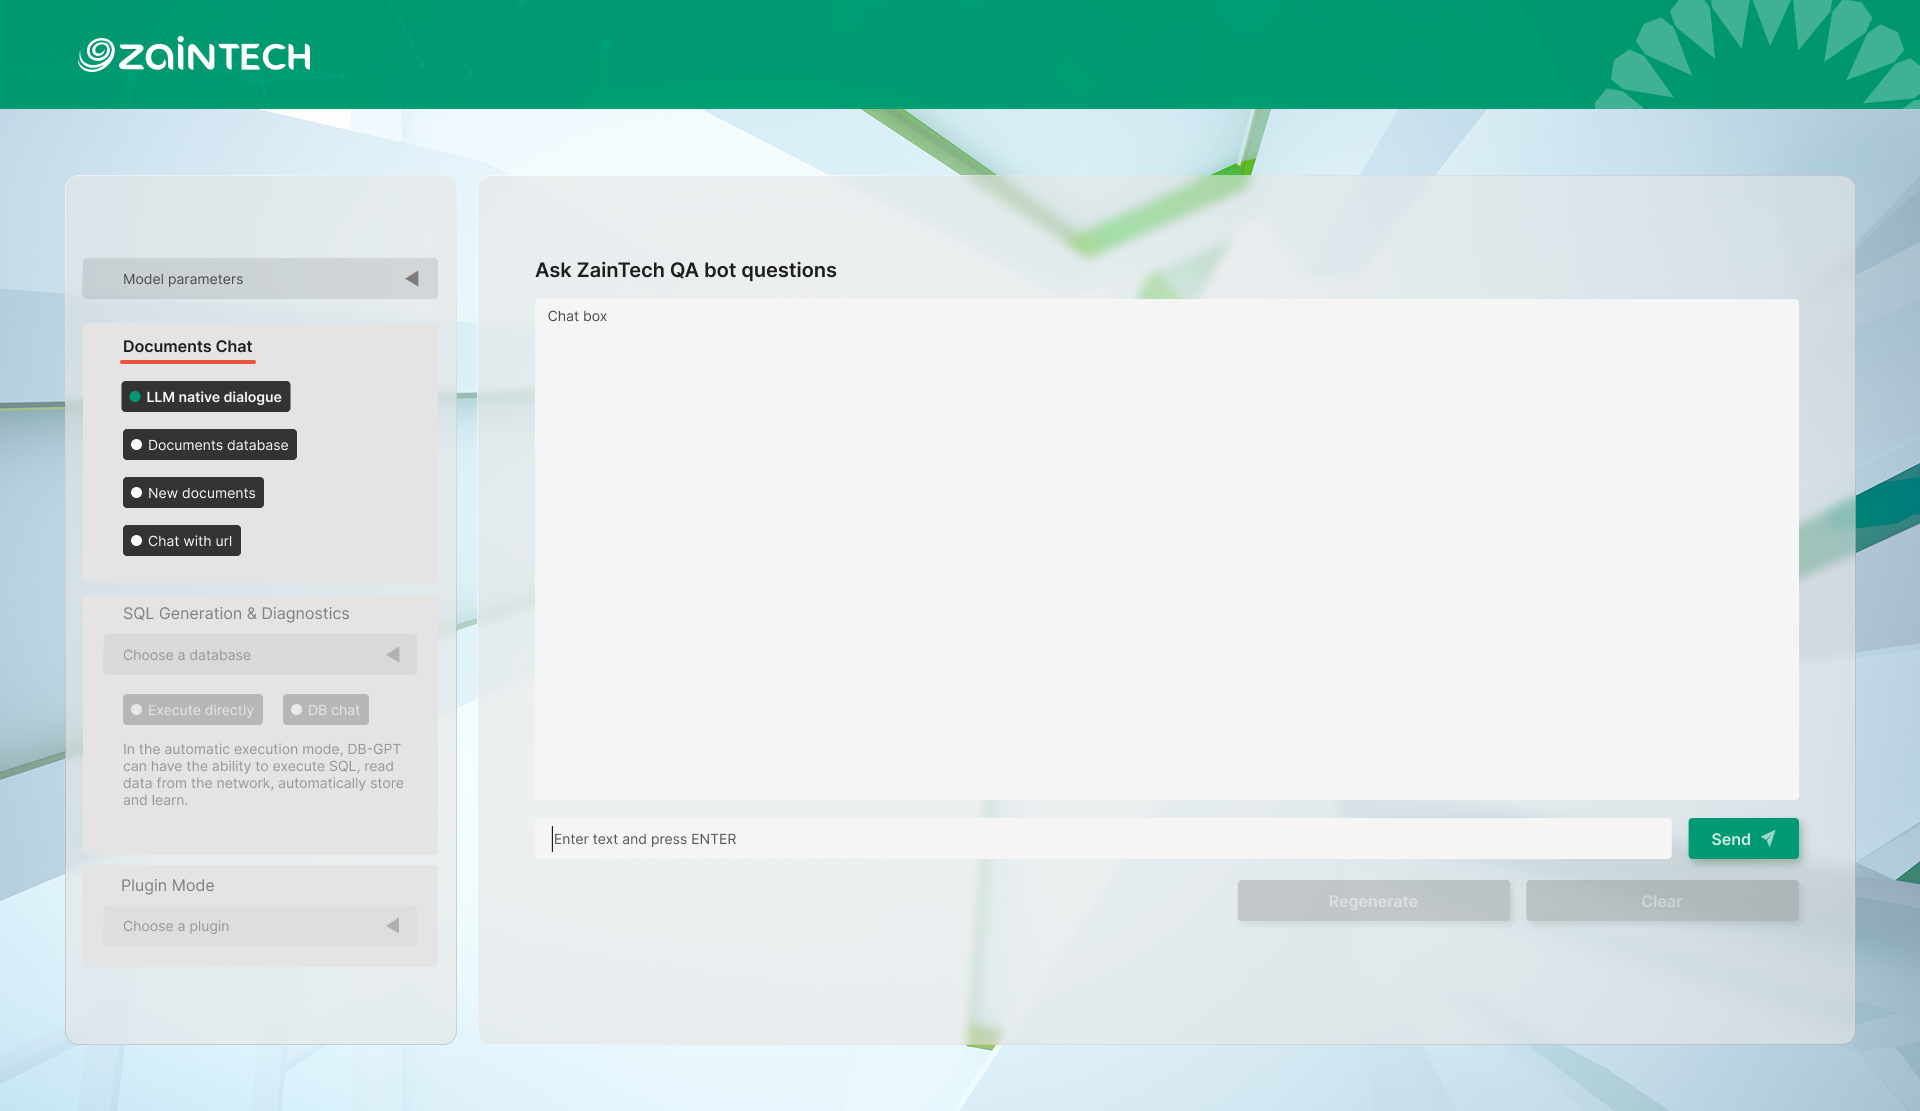 zainTECH
Model parameters
Documents Chat
LLM native dialogue
Documents database
New documents
Chat with url
SQL Generation & Diagnostics
Choose a database
Execute directly
DB chat
In the automatic execution mode, DB-GPT
can have the ability to execute SQL, read
data from the network, automatically store
and learn.
Plugin Mode
Choose a plugin
Ask ZainTech QA bot questions
Chat box
Enter text and press ENTER
Send
Regenerate
Clear